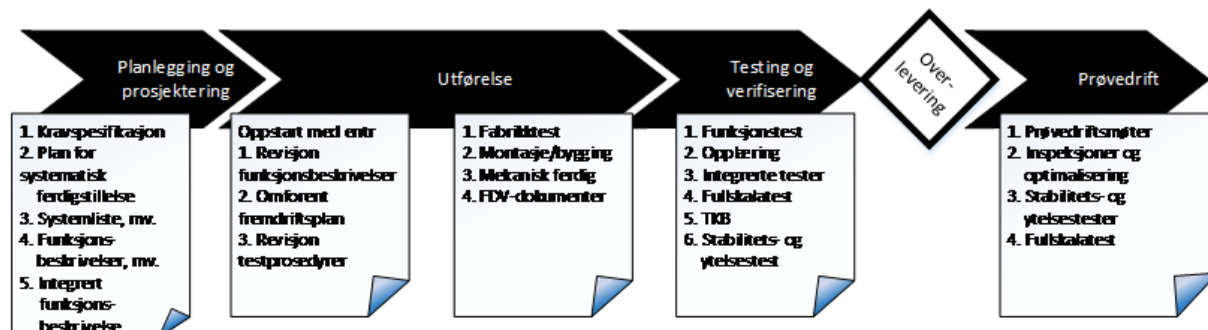 Planlegging og
prosjektering
Utførelse
Testing og
verifisering
Over-
levering
Prøvedrift
1. Kravspesifikasjon
2. Plan for
systematisk
ferdigstillelse
3. Systemliste, mv.
4. Funksjons-
beskrivelser, mv.
5. Integrert
funksjons-
beskrivelse
Oppstart med entr
1. Revisjon
funksjonsbeskrivelser
2. Omforent
fremdriftsplan
3. Revisjon
testprosedyrer
1. Fabrikktest
2. Montasje/bygging
3. Mekanisk ferdig
4. FDV-dokumenter
1. Funksjonstest
2. Opplæring
3. Integrerte tester
4. Fullskalatest
5. TKB
6. Stabilitets- og
ytelsestest
1. Prøvedriftsmøter
2. Inspeksjoner og
optimalisering
3. Stabilitets- og
ytelsestester
4. Fullskalatest